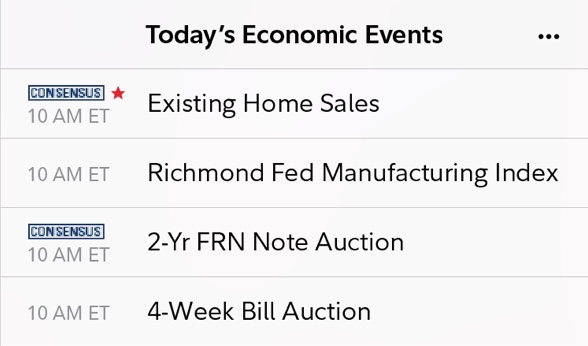 Today's Economic Events
CONSENSUS
10 AM ET
Existing Home Sales
10 AM ET
Richmond Fed Manufacturing Index
CONSENSUS
10 AM ET
2-Yr FRN Note Auction
10 AM ET
4-Week Bill Auction